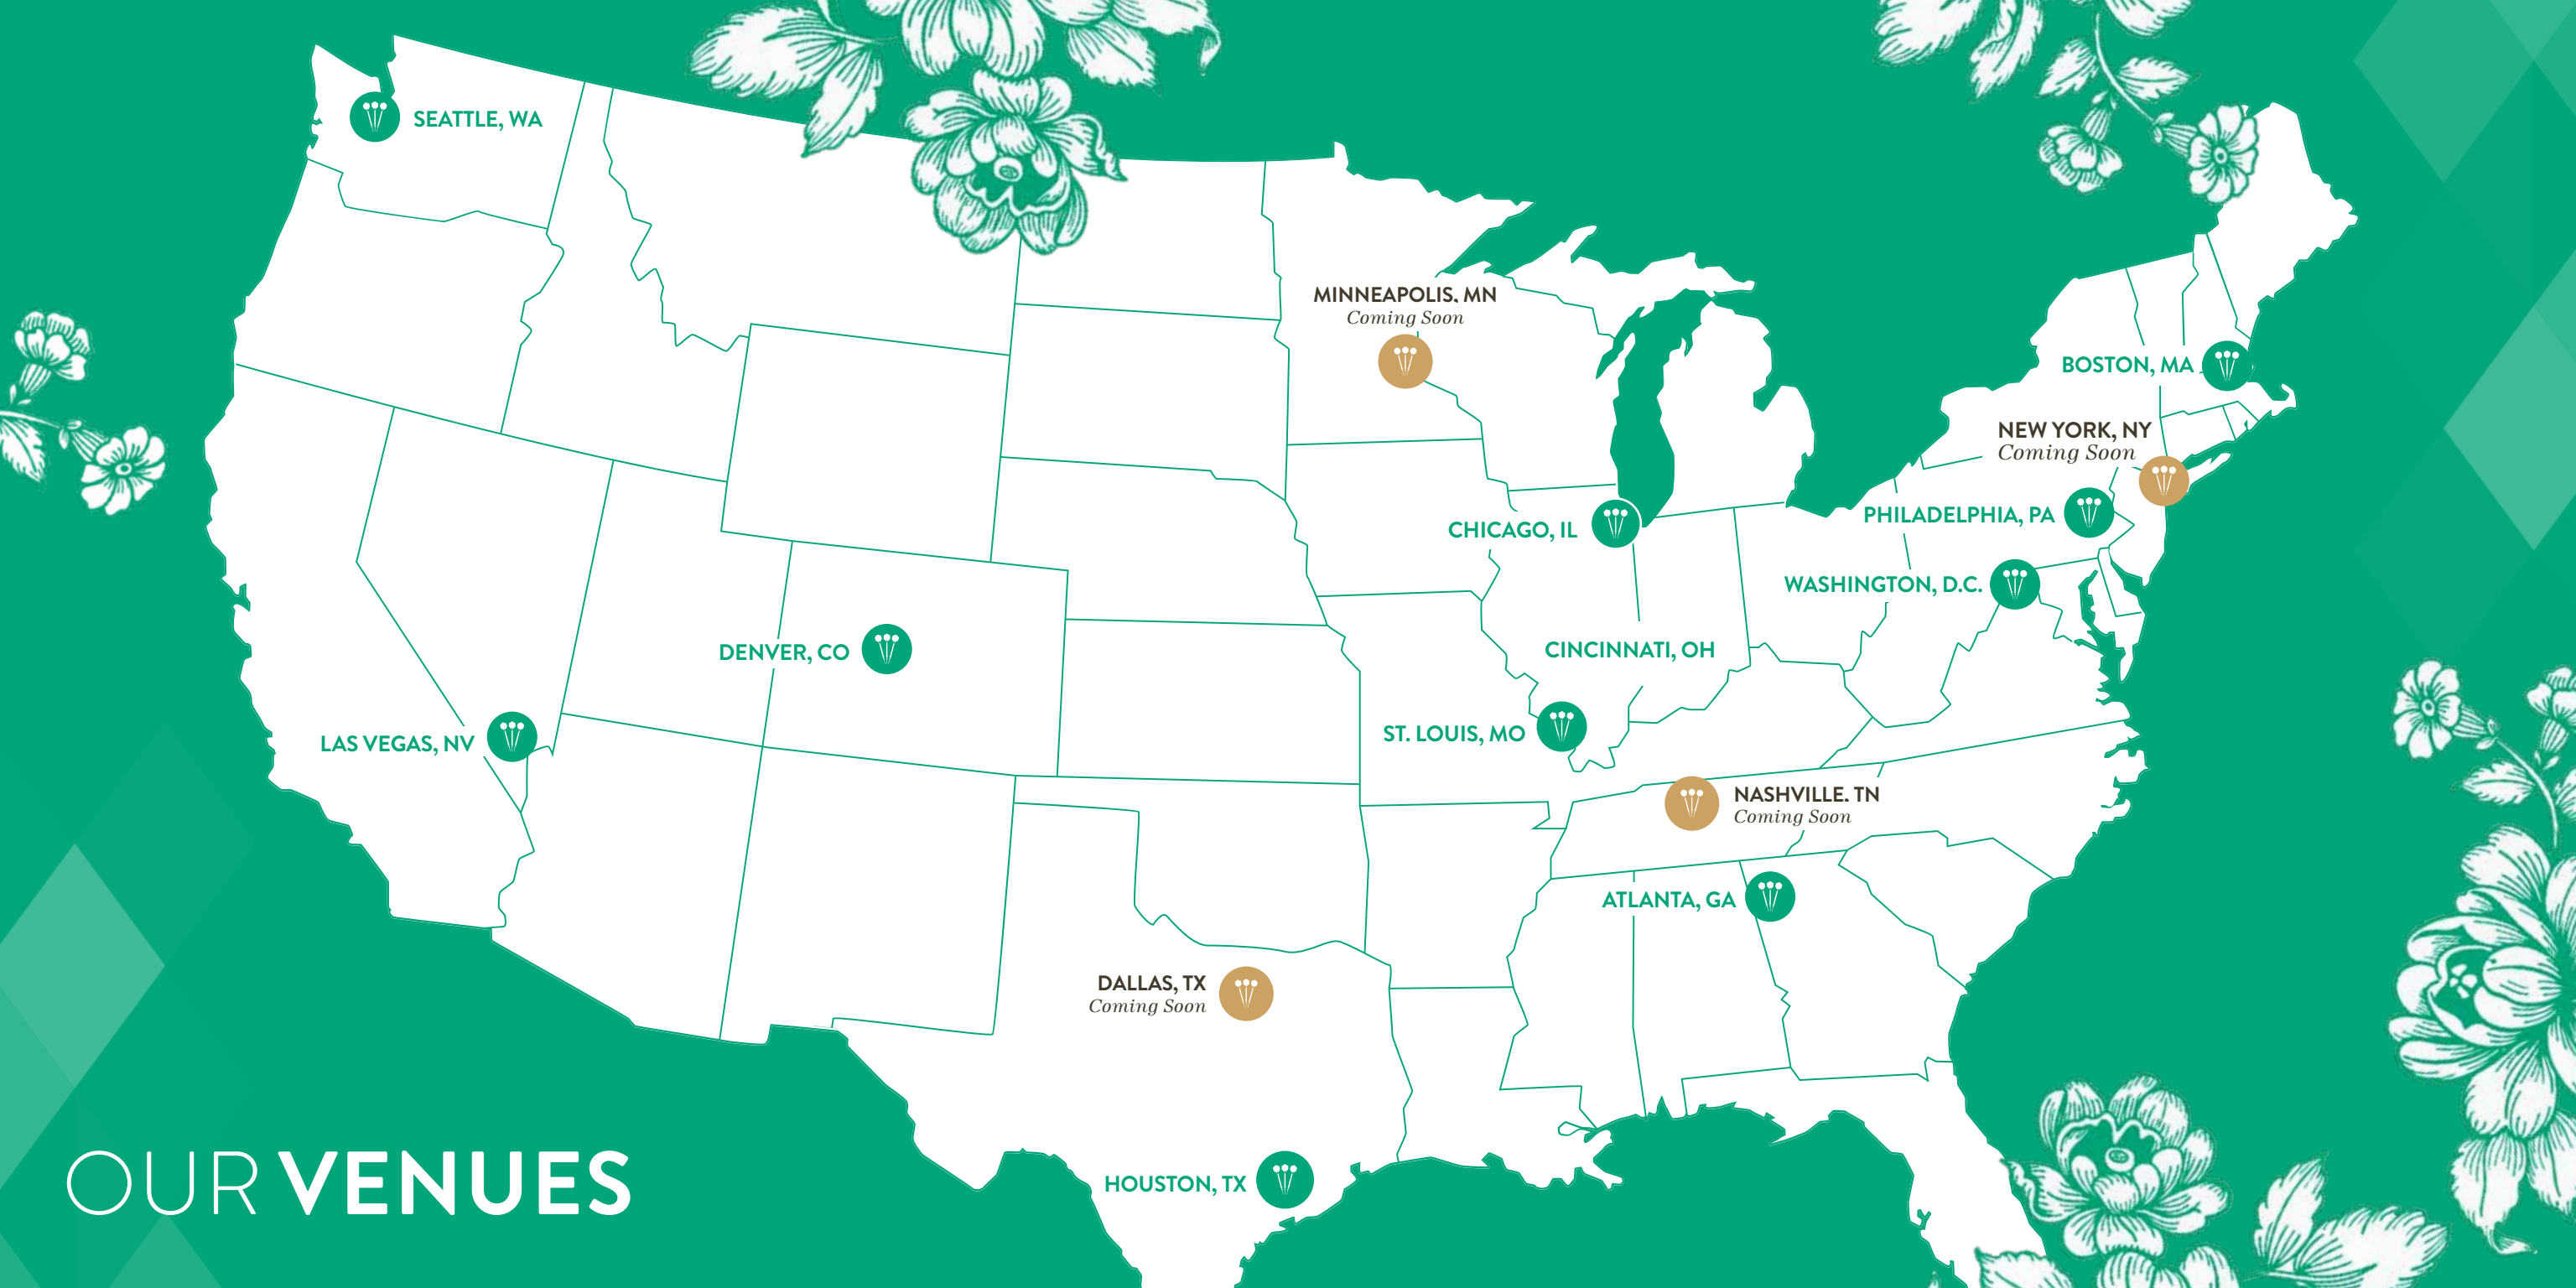 SEATTLE, WA
MINNEAPOLIS, MN
Coming Soon
BOSTON, MA
NEW YORK, NY
Coming Soon
PHILADELPHIA, PA
CHICAGO, IL
WASHINGTON, D.C.
DENVER, CO
CINCINNATI, OH
LAS VEGAS, NV
ST. LOUIS, MO
NASHVILLE. TN
Coming Soon
ATLANTA, GA
DALLAS, TX
Coming Soon
HOUSTON, TX
OUR VENUES